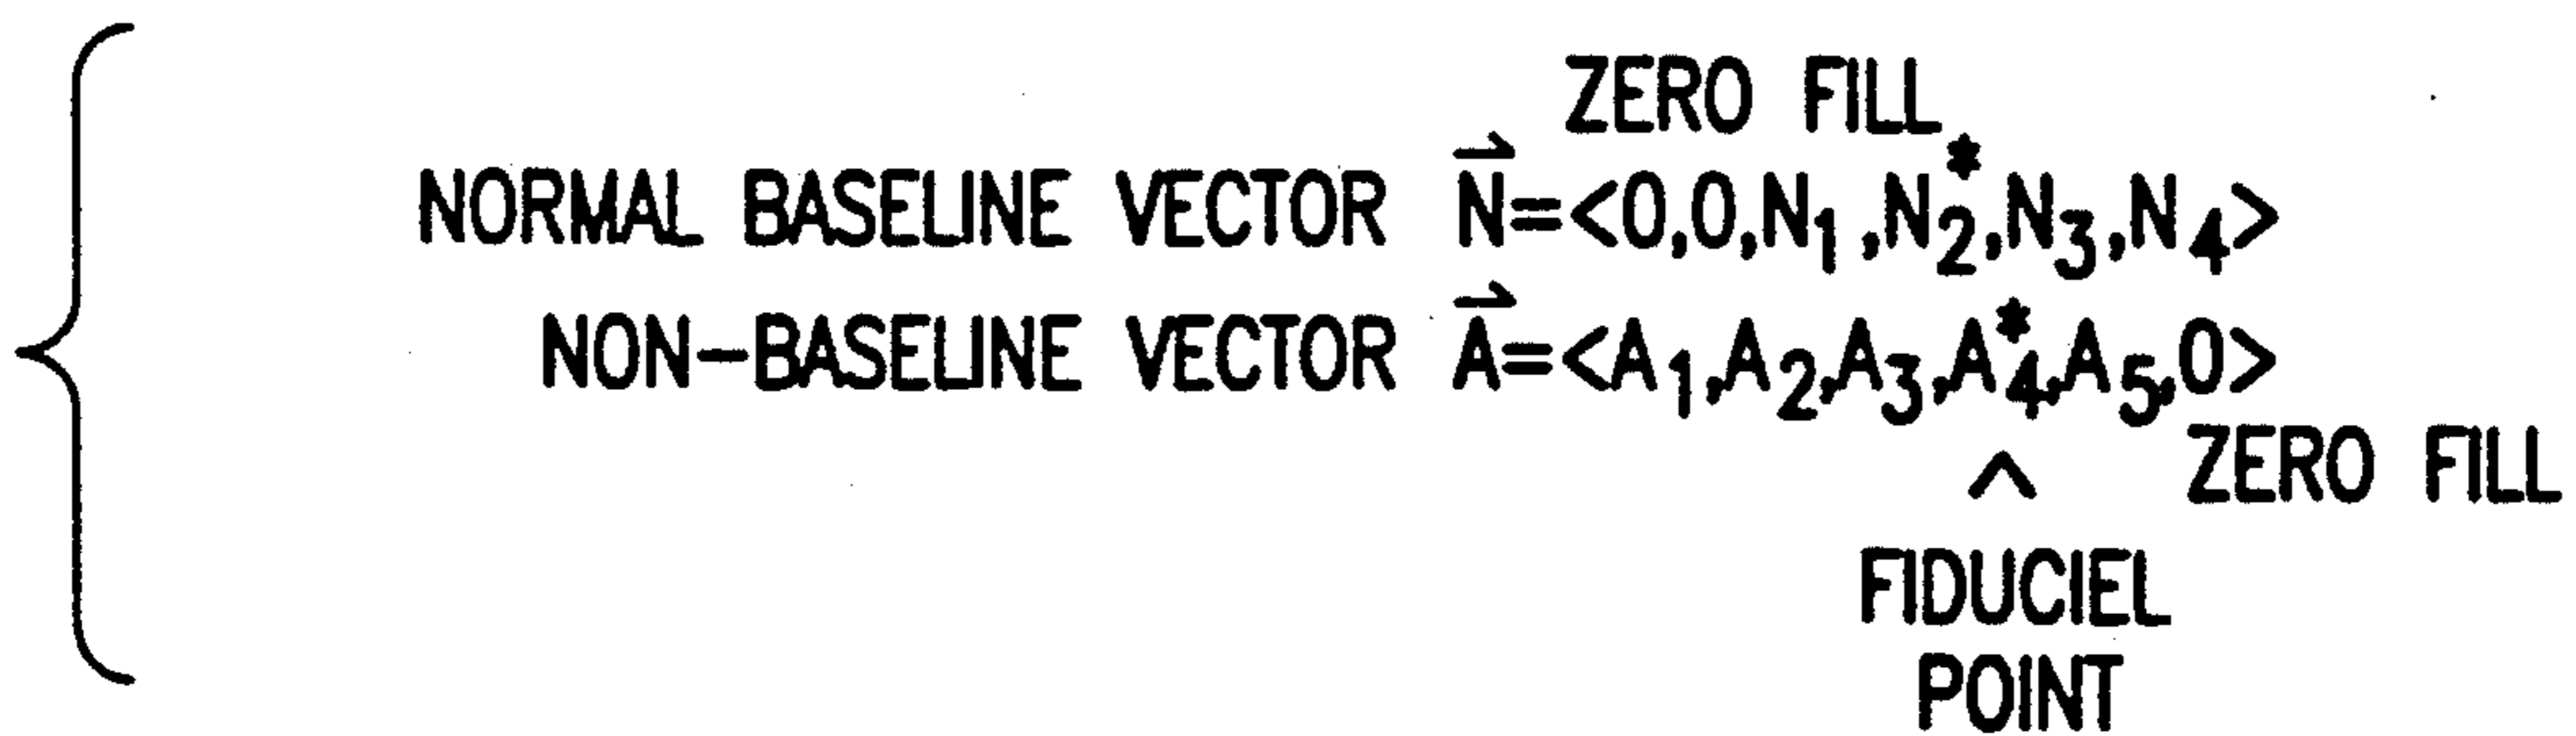 ZERO FILL
NORMAL BASELINE VECTOR N⃗=<0,0,N₁,N₂*,N₃,N₄>
NON-BASELINE VECTOR A⃗=<A₁,A₂,A₃,A₄*,A₅,0>
^ ZERO FILL
FIDUCIEL
POINT